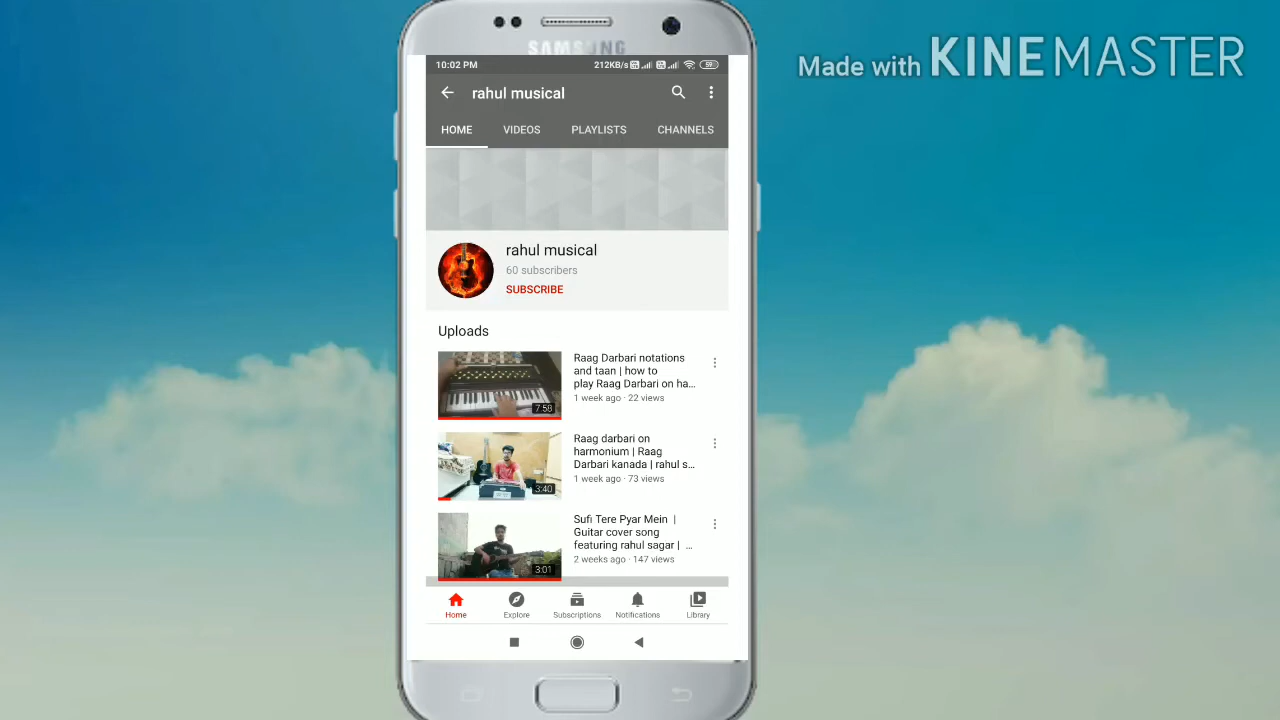 Made with KINEMASTER
SAMSUNG
10:02 PM 212KB/s 59
rahul musical
HOME VIDEOS PLAYLISTS CHANNELS
rahul musical
60 subscribers
SUBSCRIBE
Uploads
Raag Darbari notations
and taan | how to
play Raag Darbari on ha...
1 week ago · 22 views
7:58
Raag darbari on
harmonium | Raag
Darbari kanada | rahul s...
1 week ago · 73 views
3:40
Sufi Tere Pyar Mein |
Guitar cover song
featuring rahul sagar | ...
2 weeks ago · 147 views
3:01
Home Explore Subscriptions Notifications Library